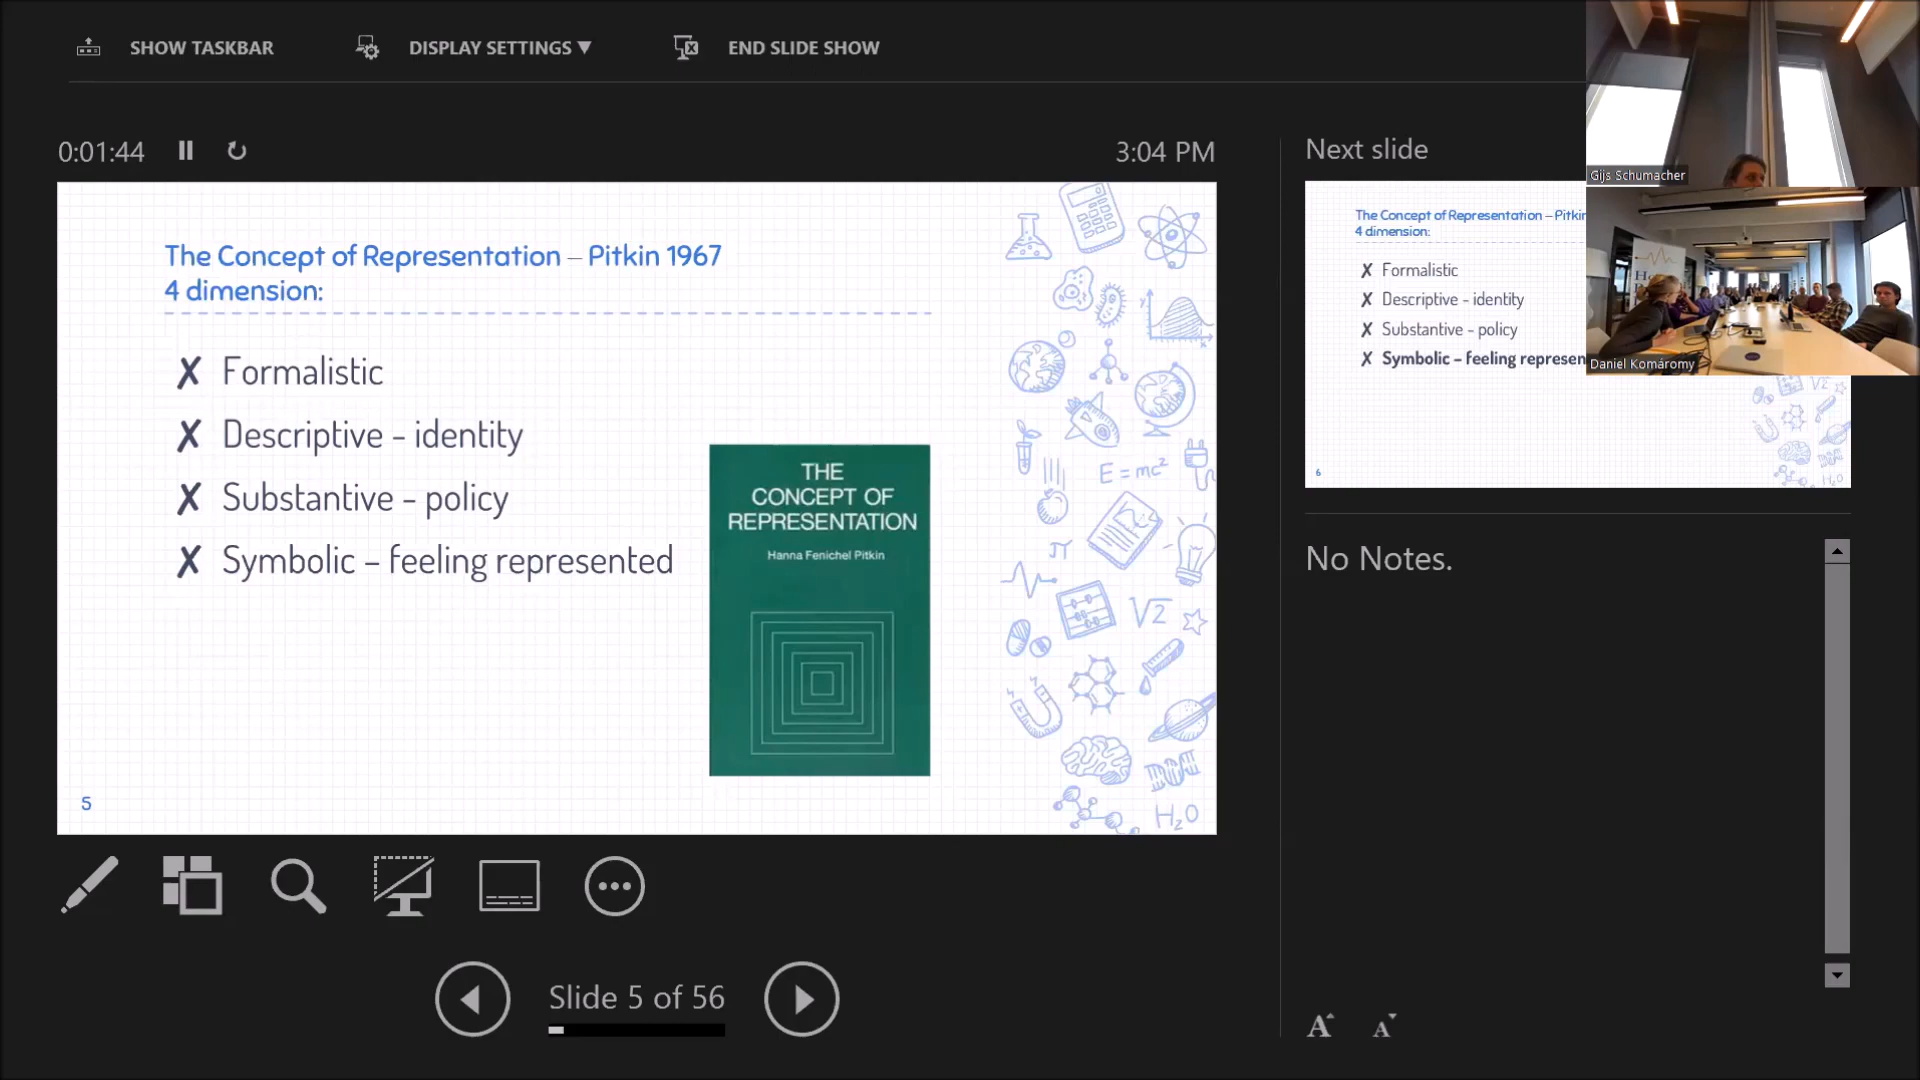 SHOW TASKBAR
DISPLAY SETTINGS ▼
END SLIDE SHOW
0:01:44
3:04 PM
The Concept of Representation – Pitkin 1967
4 dimension:
✗ Formalistic
✗ Descriptive - identity
✗ Substantive - policy
✗ Symbolic – feeling represented
THE
CONCEPT OF
REPRESENTATION
Hanna Fenichel Pitkin
E=mc²
π
√2
H₂O
5
Slide 5 of 56
Next slide
The Concept of Representation – Pitkin
4 dimension:
✗ Formalistic
✗ Descriptive - identity
✗ Substantive - policy
✗ Symbolic – feeling represen
√2
H₂O
6
Gijs Schumacher
Daniel Komáromy
No Notes.
A A